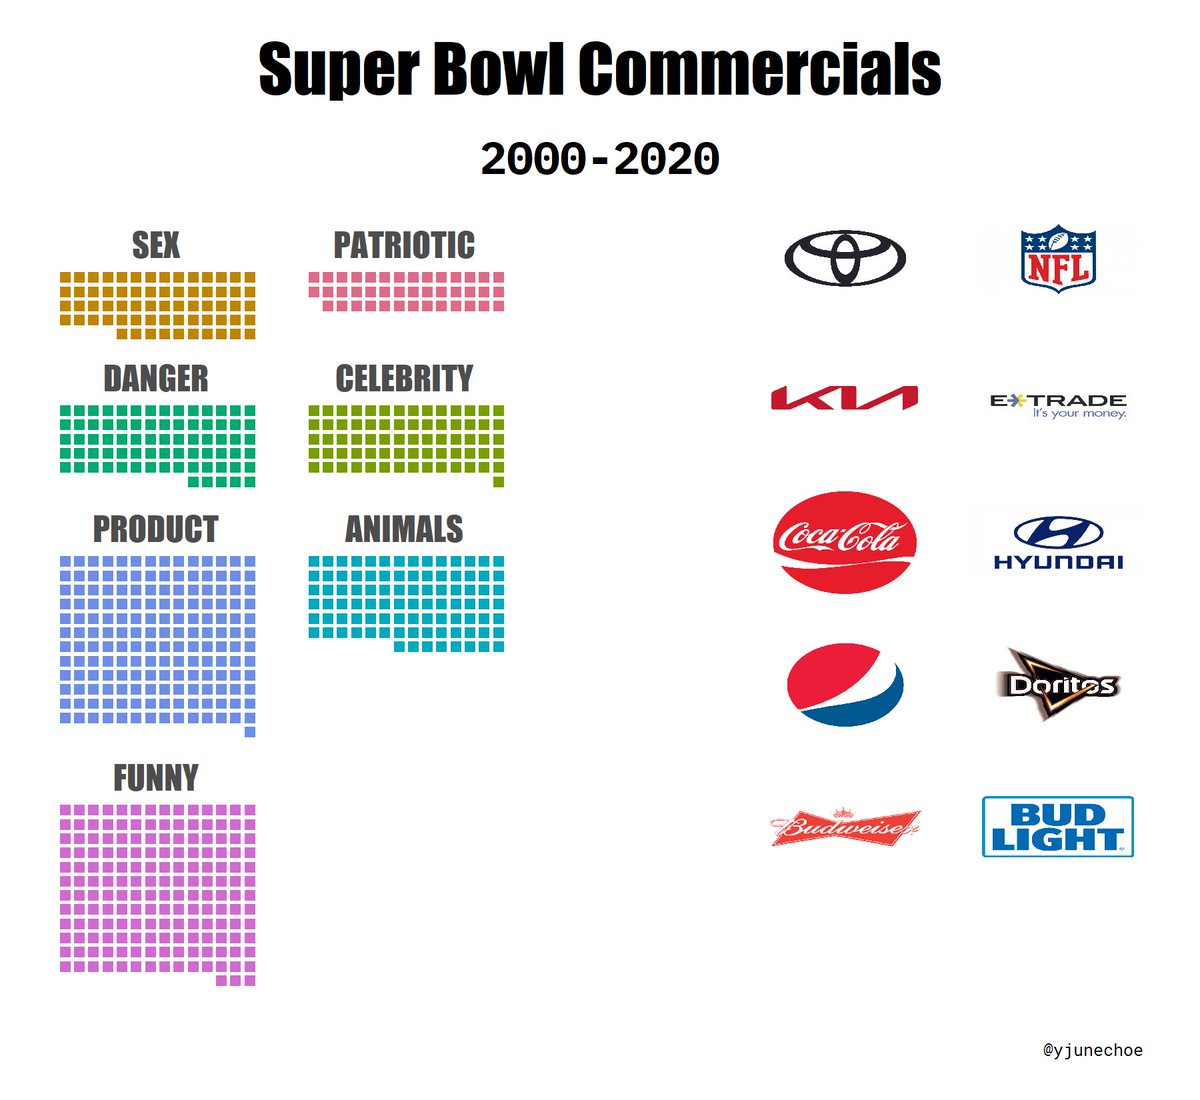 Super Bowl Commercials
2000-2020
SEX
PATRIOTIC
DANGER
CELEBRITY
PRODUCT
ANIMALS
FUNNY
NFL
KIA
E*TRADE
It's your money.
Coca-Cola
HYUNDAI
Doritos
Budweiser
BUD
LIGHT
@yjunechoe